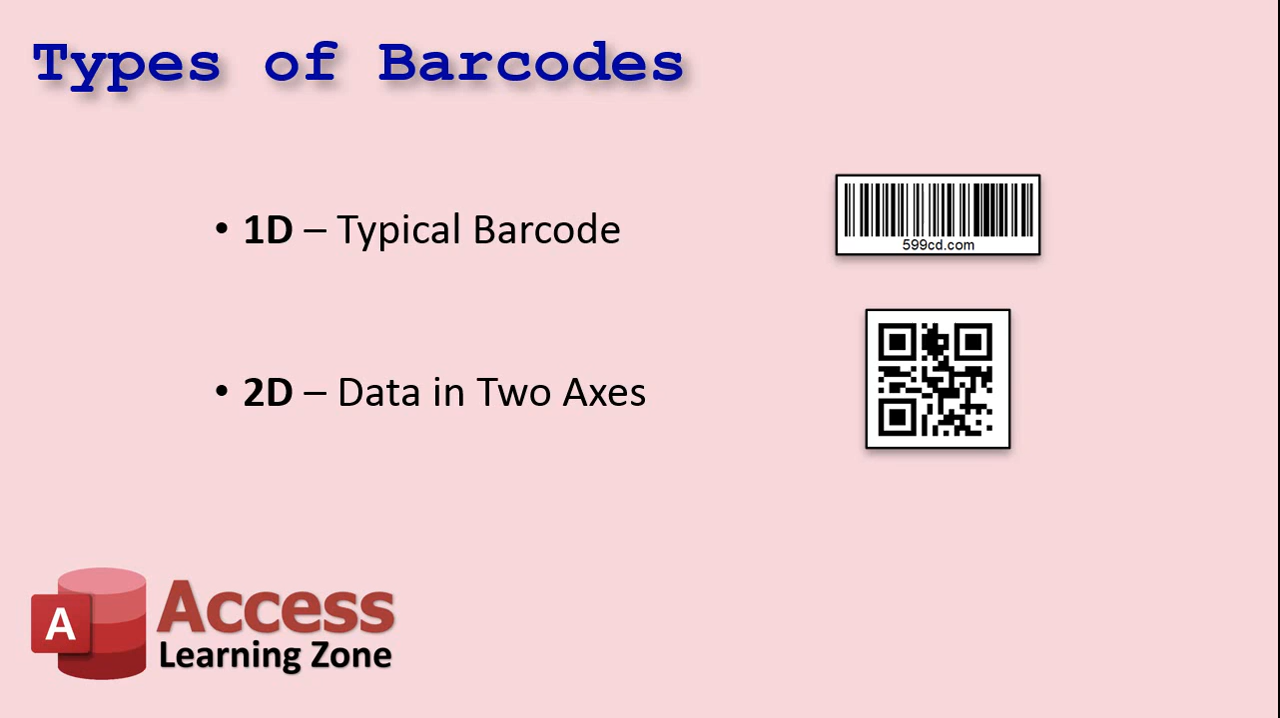 Types of Barcodes
• 1D – Typical Barcode
599cd.com
• 2D – Data in Two Axes
A
Access
Learning Zone